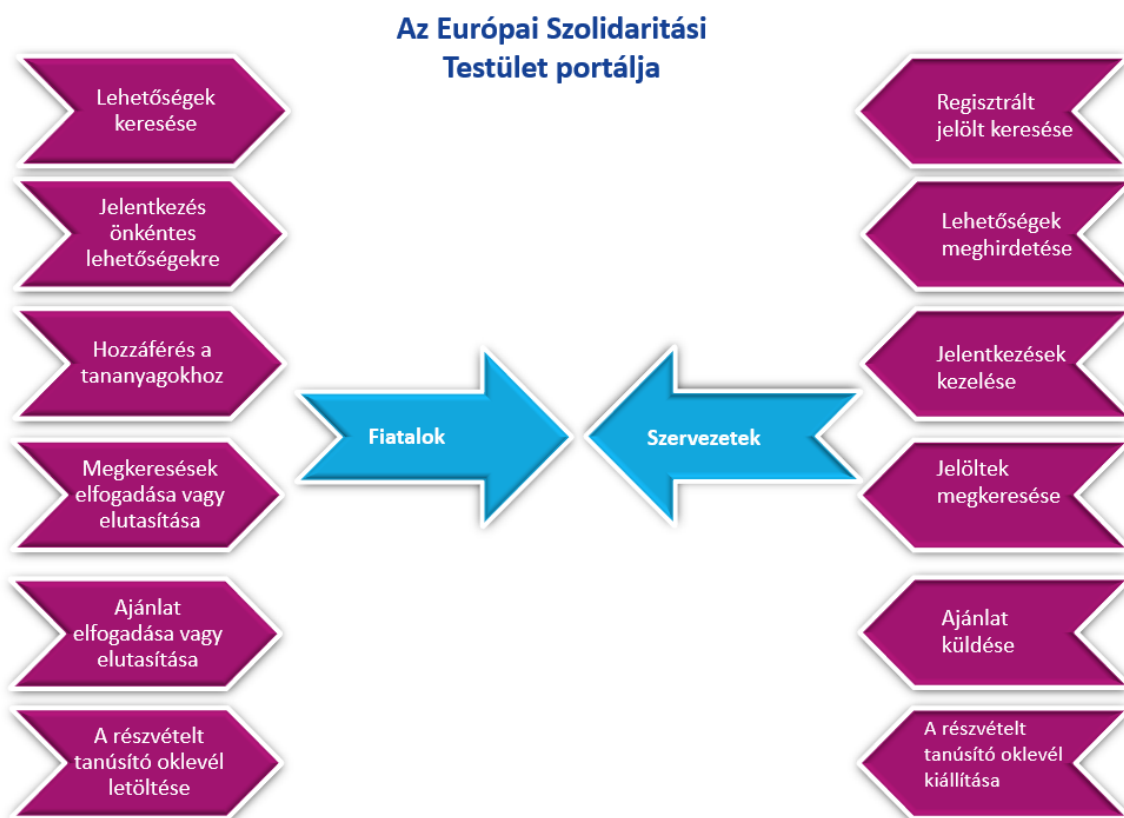 Az Európai Szolidaritási
Testület portálja
Lehetőségek
keresése
Jelentkezés
önkéntes
lehetőségekre
Hozzáférés a
tananyagokhoz
Megkeresések
elfogadása vagy
elutasítása
Ajánlat
elfogadása vagy
elutasítása
A részvételt
tanúsító oklevél
letöltése
Fiatalok
Szervezetek
Regisztrált
jelölt keresése
Lehetőségek
meghirdetése
Jelentkezések
kezelése
Jelöltek
megkeresése
Ajánlat
küldése
A részvételt
tanúsító oklevél
kiállítása